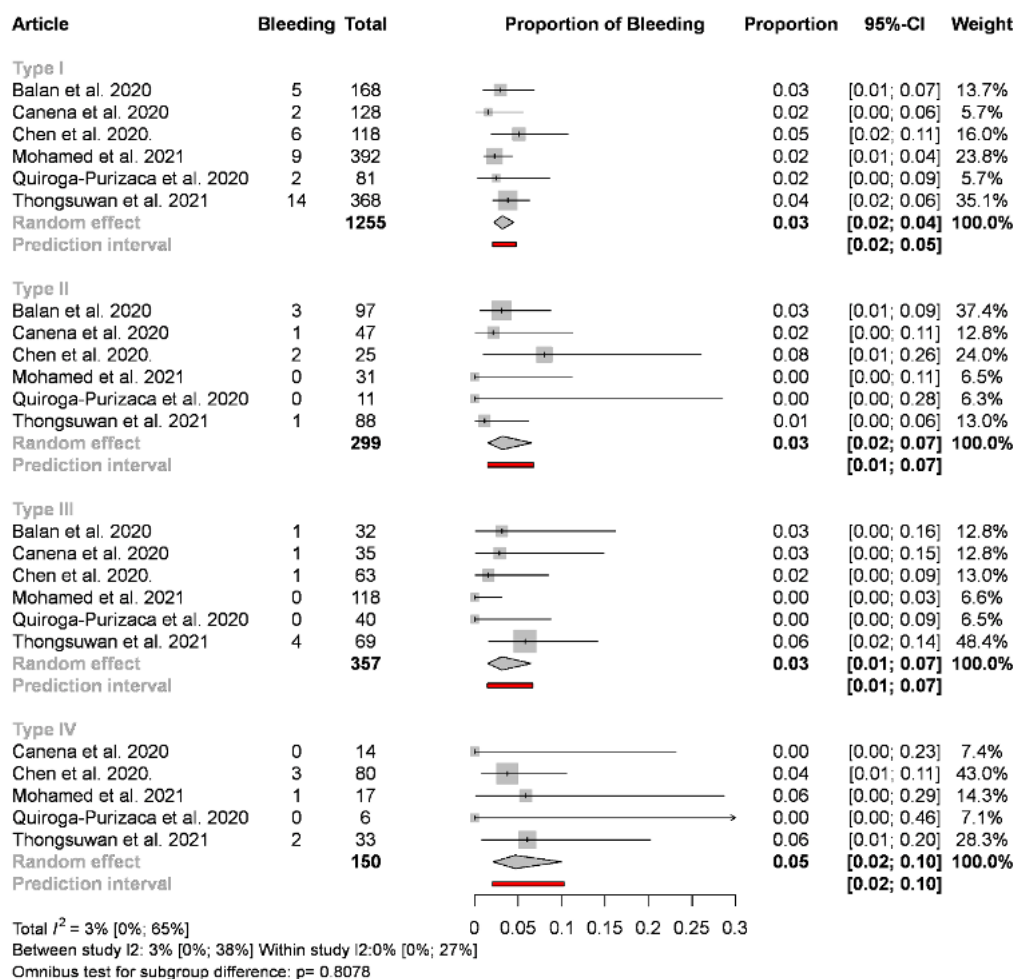 Article Bleeding Total Proportion of Bleeding Proportion 95%-CI Weight
Type I
Balan et al. 2020 5 168 0.03 [0.01; 0.07] 13.7%
Canena et al. 2020 2 128 0.02 [0.00; 0.06] 5.7%
Chen et al. 2020. 6 118 0.05 [0.02; 0.11] 16.0%
Mohamed et al. 2021 9 392 0.02 [0.01; 0.04] 23.8%
Quiroga-Purizaca et al. 2020 2 81 0.02 [0.00; 0.09] 5.7%
Thongsuwan et al. 2021 14 368 0.04 [0.02; 0.06] 35.1%
Random effect 1255 0.03 [0.02; 0.04] 100.0%
Prediction interval [0.02; 0.05]
Type II
Balan et al. 2020 3 97 0.03 [0.01; 0.09] 37.4%
Canena et al. 2020 1 47 0.02 [0.00; 0.11] 12.8%
Chen et al. 2020. 2 25 0.08 [0.01; 0.26] 24.0%
Mohamed et al. 2021 0 31 0.00 [0.00; 0.11] 6.5%
Quiroga-Purizaca et al. 2020 0 11 0.00 [0.00; 0.28] 6.3%
Thongsuwan et al. 2021 1 88 0.01 [0.00; 0.06] 13.0%
Random effect 299 0.03 [0.02; 0.07] 100.0%
Prediction interval [0.01; 0.07]
Type III
Balan et al. 2020 1 32 0.03 [0.00; 0.16] 12.8%
Canena et al. 2020 1 35 0.03 [0.00; 0.15] 12.8%
Chen et al. 2020. 1 63 0.02 [0.00; 0.09] 13.0%
Mohamed et al. 2021 0 118 0.00 [0.00; 0.03] 6.6%
Quiroga-Purizaca et al. 2020 0 40 0.00 [0.00; 0.09] 6.5%
Thongsuwan et al. 2021 4 69 0.06 [0.02; 0.14] 48.4%
Random effect 357 0.03 [0.01; 0.07] 100.0%
Prediction interval [0.01; 0.07]
Type IV
Canena et al. 2020 0 14 0.00 [0.00; 0.23] 7.4%
Chen et al. 2020. 3 80 0.04 [0.01; 0.11] 43.0%
Mohamed et al. 2021 1 17 0.06 [0.00; 0.29] 14.3%
Quiroga-Purizaca et al. 2020 0 6 0.00 [0.00; 0.46] 7.1%
Thongsuwan et al. 2021 2 33 0.06 [0.01; 0.20] 28.3%
Random effect 150 0.05 [0.02; 0.10] 100.0%
Prediction interval [0.02; 0.10]
0 0.05 0.1 0.15 0.2 0.25 0.3
Total I² = 3% [0%; 65%]
Between study I2: 3% [0%; 38%] Within study I2:0% [0%; 27%]
Omnibus test for subgroup difference: p= 0.8078